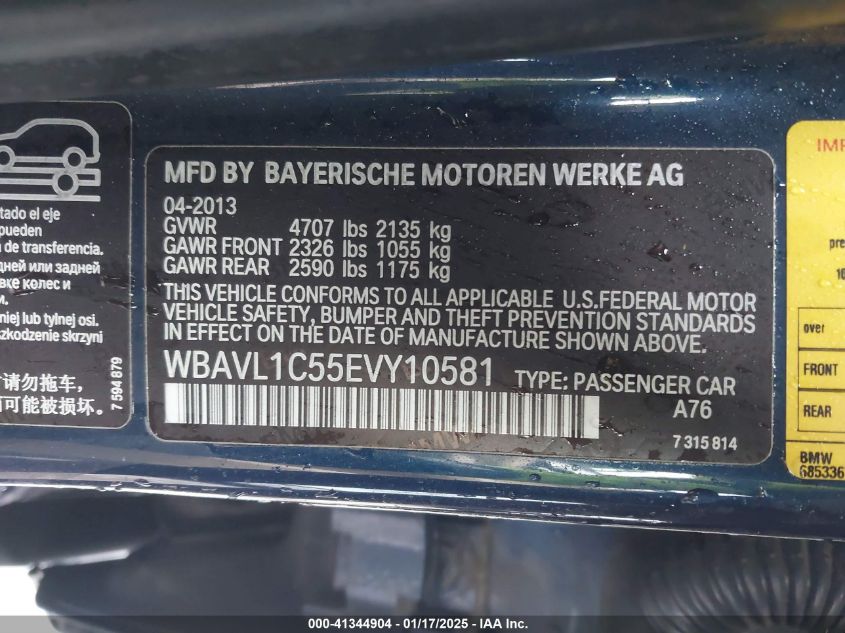 tado el eje
pueden
a de transferencia.
дней или задней
вке колес и
и.
niej lub tylnej osi.
szkodzenie skrzyni
请勿拖车,
可能被损坏。
7 594 879
MFD BY BAYERISCHE MOTOREN WERKE AG
04-2013
GVWR 4707 lbs 2135 kg
GAWR FRONT 2326 lbs 1055 kg
GAWR REAR 2590 lbs 1175 kg
THIS VEHICLE CONFORMS TO ALL APPLICABLE U.S.FEDERAL MOTOR
VEHICLE SAFETY, BUMPER AND THEFT PREVENTION STANDARDS
IN EFFECT ON THE DATE OF MANUFACTURE SHOWN ABOVE.
WBAVL1C55EVY10581 TYPE: PASSENGER CAR
A76
7 315 814
IMP
pre
10
over
FRONT
REAR
BMW
685336
000-41344904 - 01/17/2025 - IAA Inc.